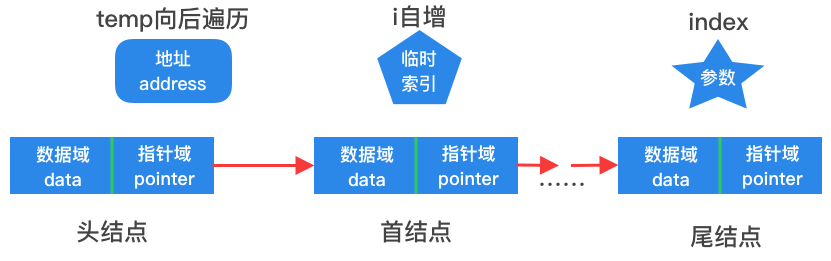 temp向后遍历
i自增
index
地址
address
临时
索引
参数
数据域
data
指针域
pointer
数据域
data
指针域
pointer
……
数据域
data
指针域
pointer
头结点
首结点
尾结点